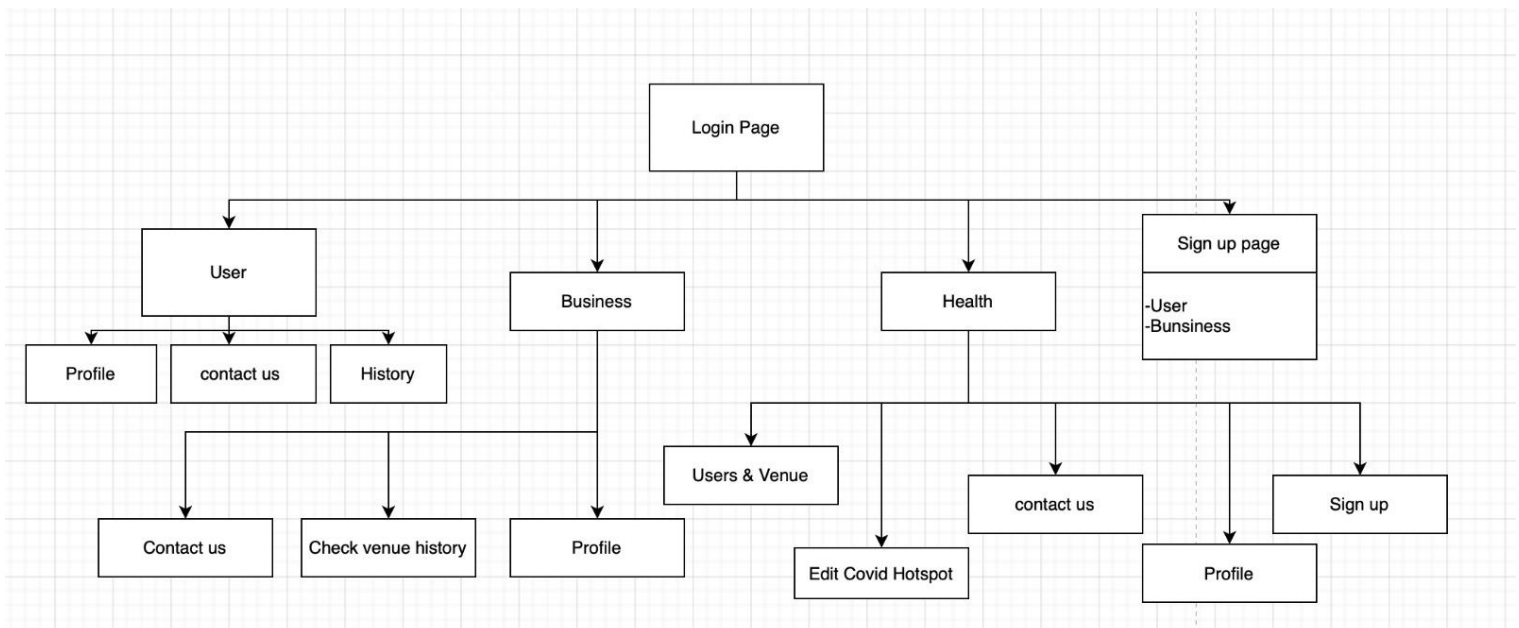 Login Page
User
Business
Health
Sign up page
-User
-Bunsiness
Profile
contact us
History
Users & Venue
contact us
Sign up
Contact us
Check venue history
Profile
Edit Covid Hotspot
Profile